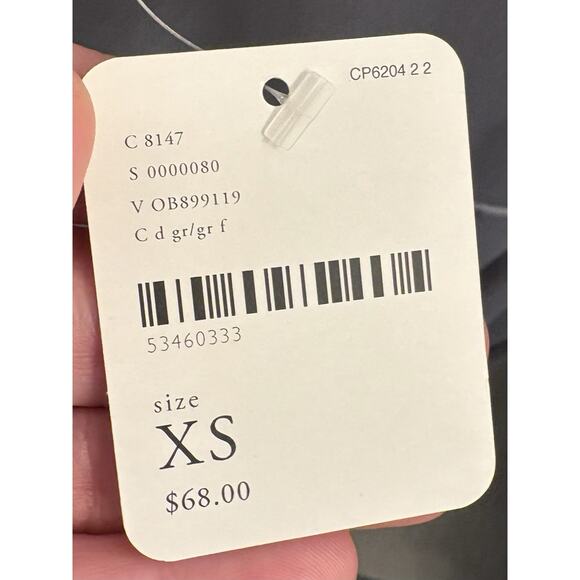 CP6204 2 2
C 8147
S 0000080
V OB899119
C d gr/gr f
53460333
size
XS
$68.00